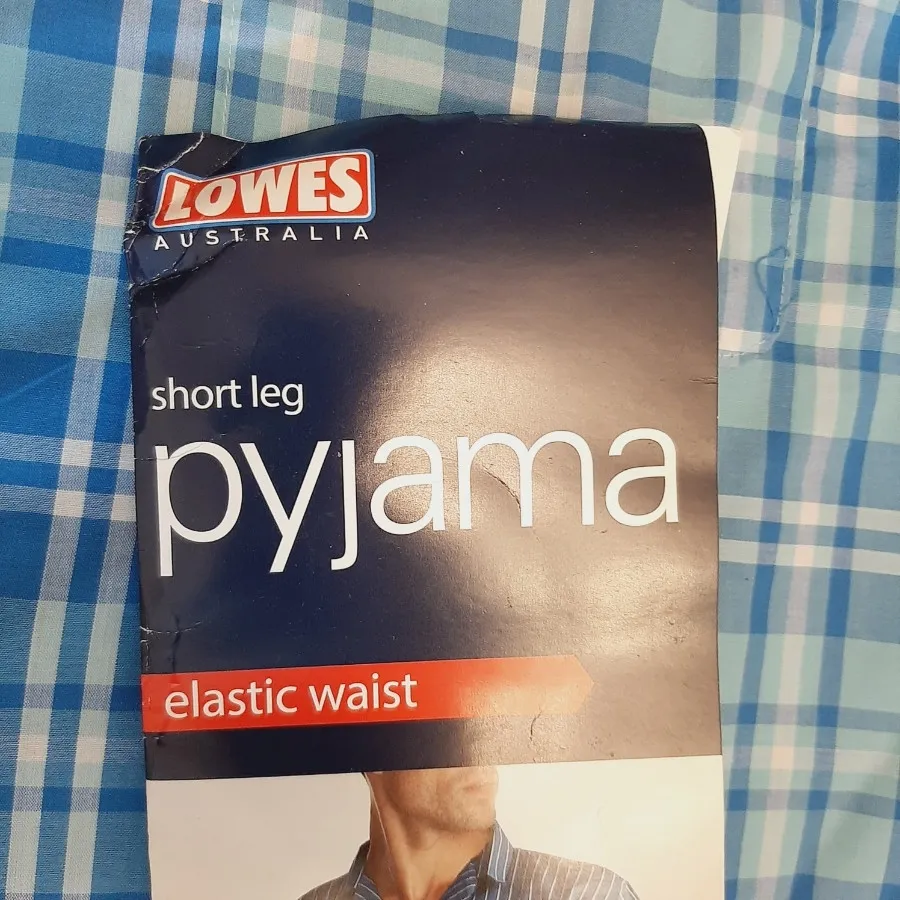 LOWES
AUSTRALIA
short leg
pyjama
elastic waist